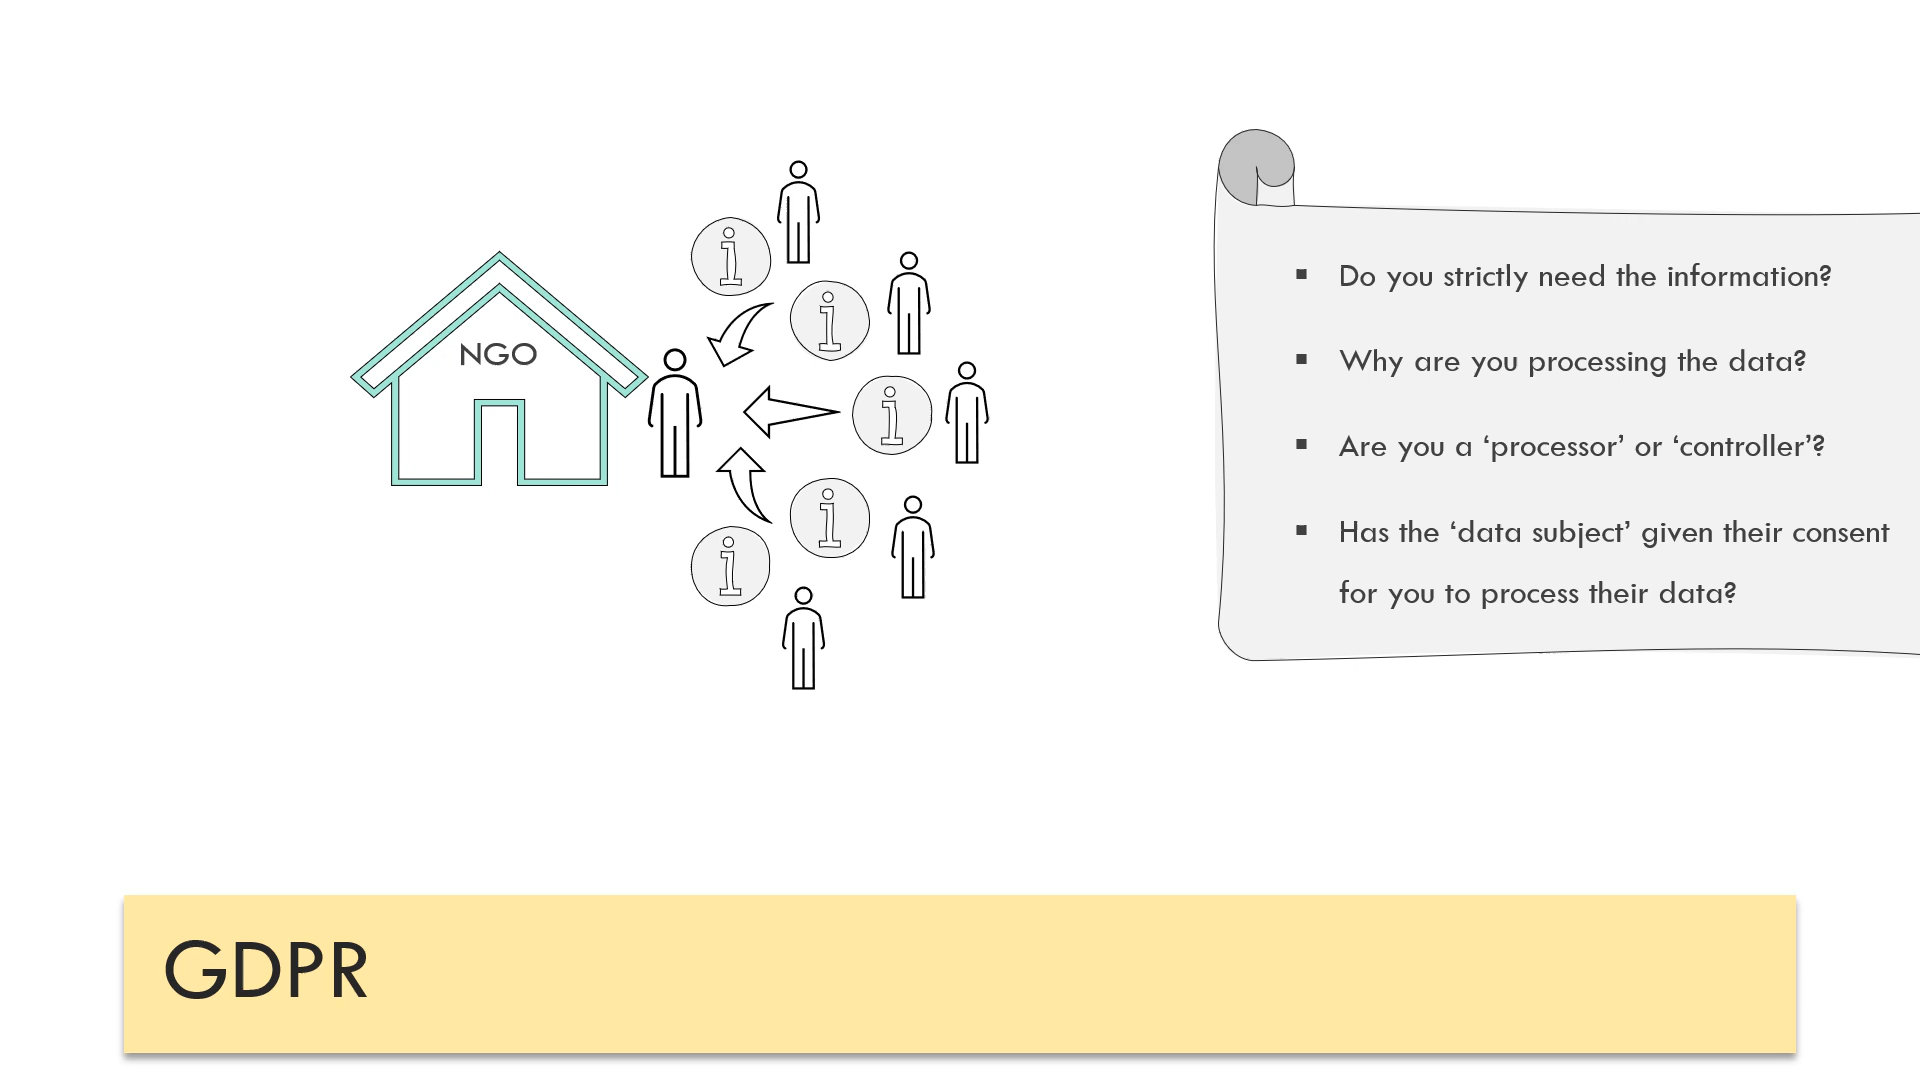 NGO
▪ Do you strictly need the information?
▪ Why are you processing the data?
▪ Are you a ‘processor’ or ‘controller’?
▪ Has the ‘data subject’ given their consent
for you to process their data?
i
i
i
i
i
GDPR